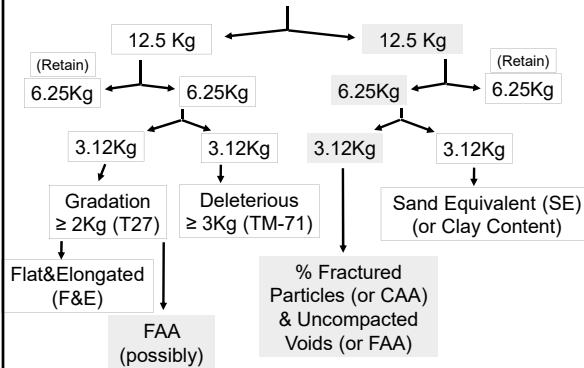 12.5 Kg
12.5 Kg
(Retain)
(Retain)
6.25Kg
6.25Kg
6.25Kg
6.25Kg
3.12Kg
3.12Kg
3.12Kg
3.12Kg
Gradation
≥ 2Kg (T27)
Deleterious
≥ 3Kg (TM-71)
Sand Equivalent (SE)
(or Clay Content)
Flat&Elongated
(F&E)
% Fractured
Particles (or CAA)
& Uncompacted
Voids (or FAA)
FAA
(possibly)